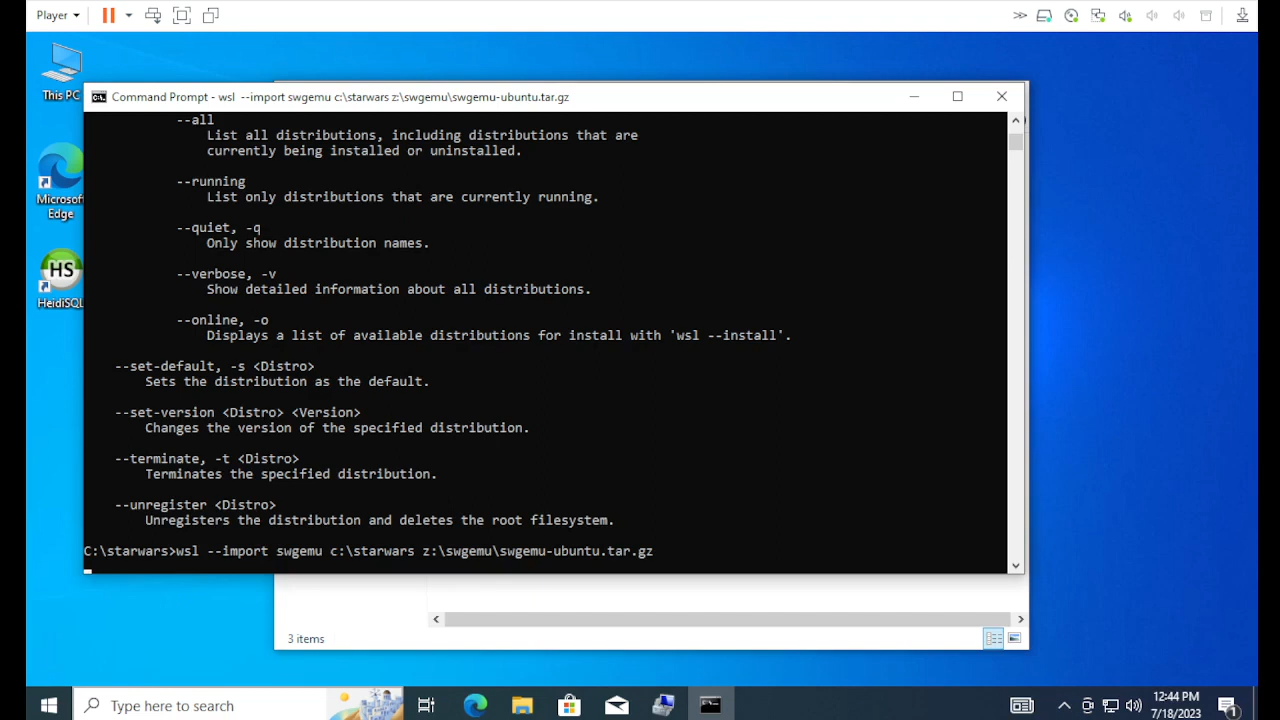 Player
This PC
Microsoft
Edge
HS
HeidiSQL
C:\.
Command Prompt - wsl  --import swgemu c:\starwars z:\swgemu\swgemu-ubuntu.tar.gz
--all
List all distributions, including distributions that are
currently being installed or uninstalled.
--running
List only distributions that are currently running.
--quiet, -q
Only show distribution names.
--verbose, -v
Show detailed information about all distributions.
--online, -o
Displays a list of available distributions for install with 'wsl --install'.
--set-default, -s <Distro>
Sets the distribution as the default.
--set-version <Distro> <Version>
Changes the version of the specified distribution.
--terminate, -t <Distro>
Terminates the specified distribution.
--unregister <Distro>
Unregisters the distribution and deletes the root filesystem.
C:\starwars>wsl --import swgemu c:\starwars z:\swgemu\swgemu-ubuntu.tar.gz
3 items
Type here to search
12:44 PM
7/18/2023
1